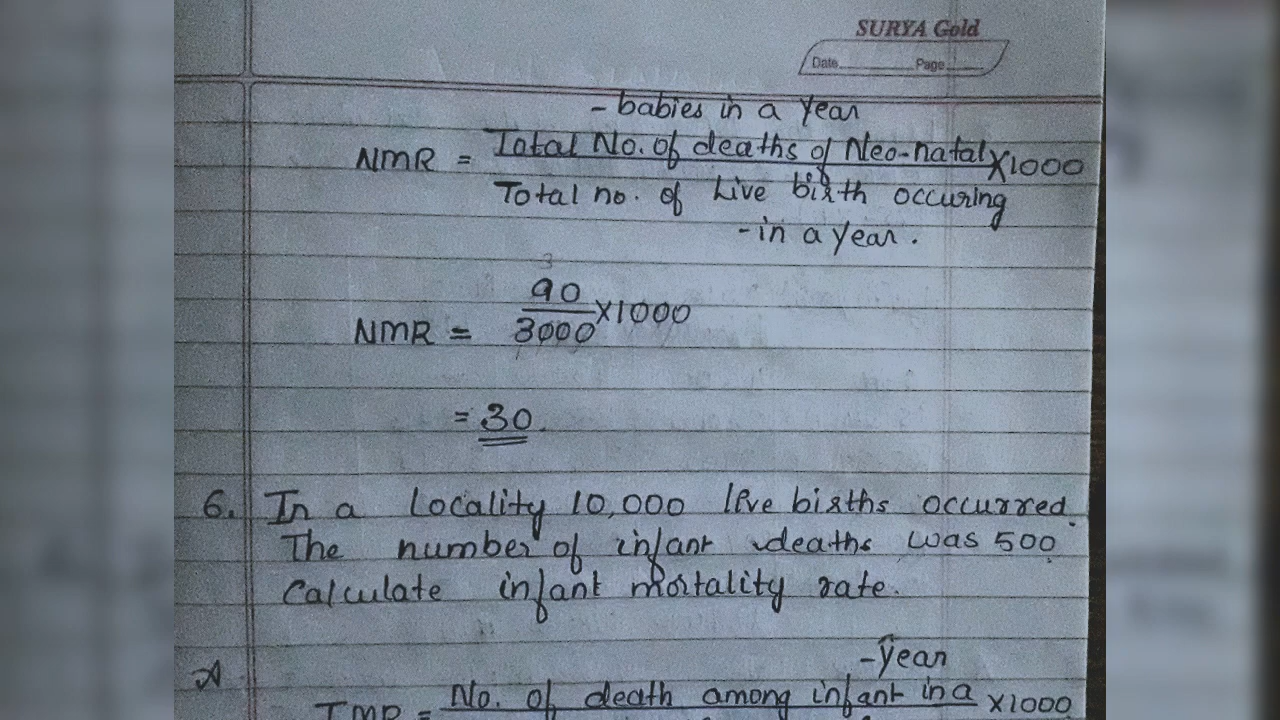 SURYA Gold
Date Page
-babies in a year
NMR = Total No. of deaths of Neo-natal X1000
Total no. of Live birth occuring
-in a year.
3
NMR = 90 X1000
3000
= 30
6. In a Locality 10,000 live births occurred.
The number of infant deaths was 500
Calculate infant mortality rate.
-year
A
IMR = No. of death among infant in a X1000